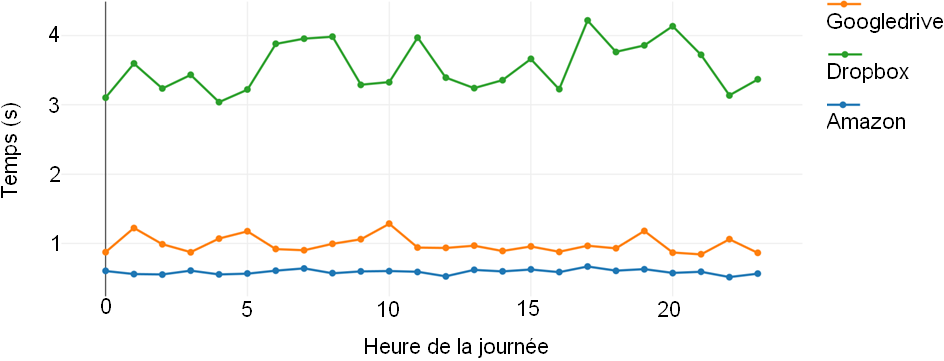 4
3
2
1
Temps (s)
0
5
10
15
20
Heure de la journée
Googledrive
Dropbox
Amazon